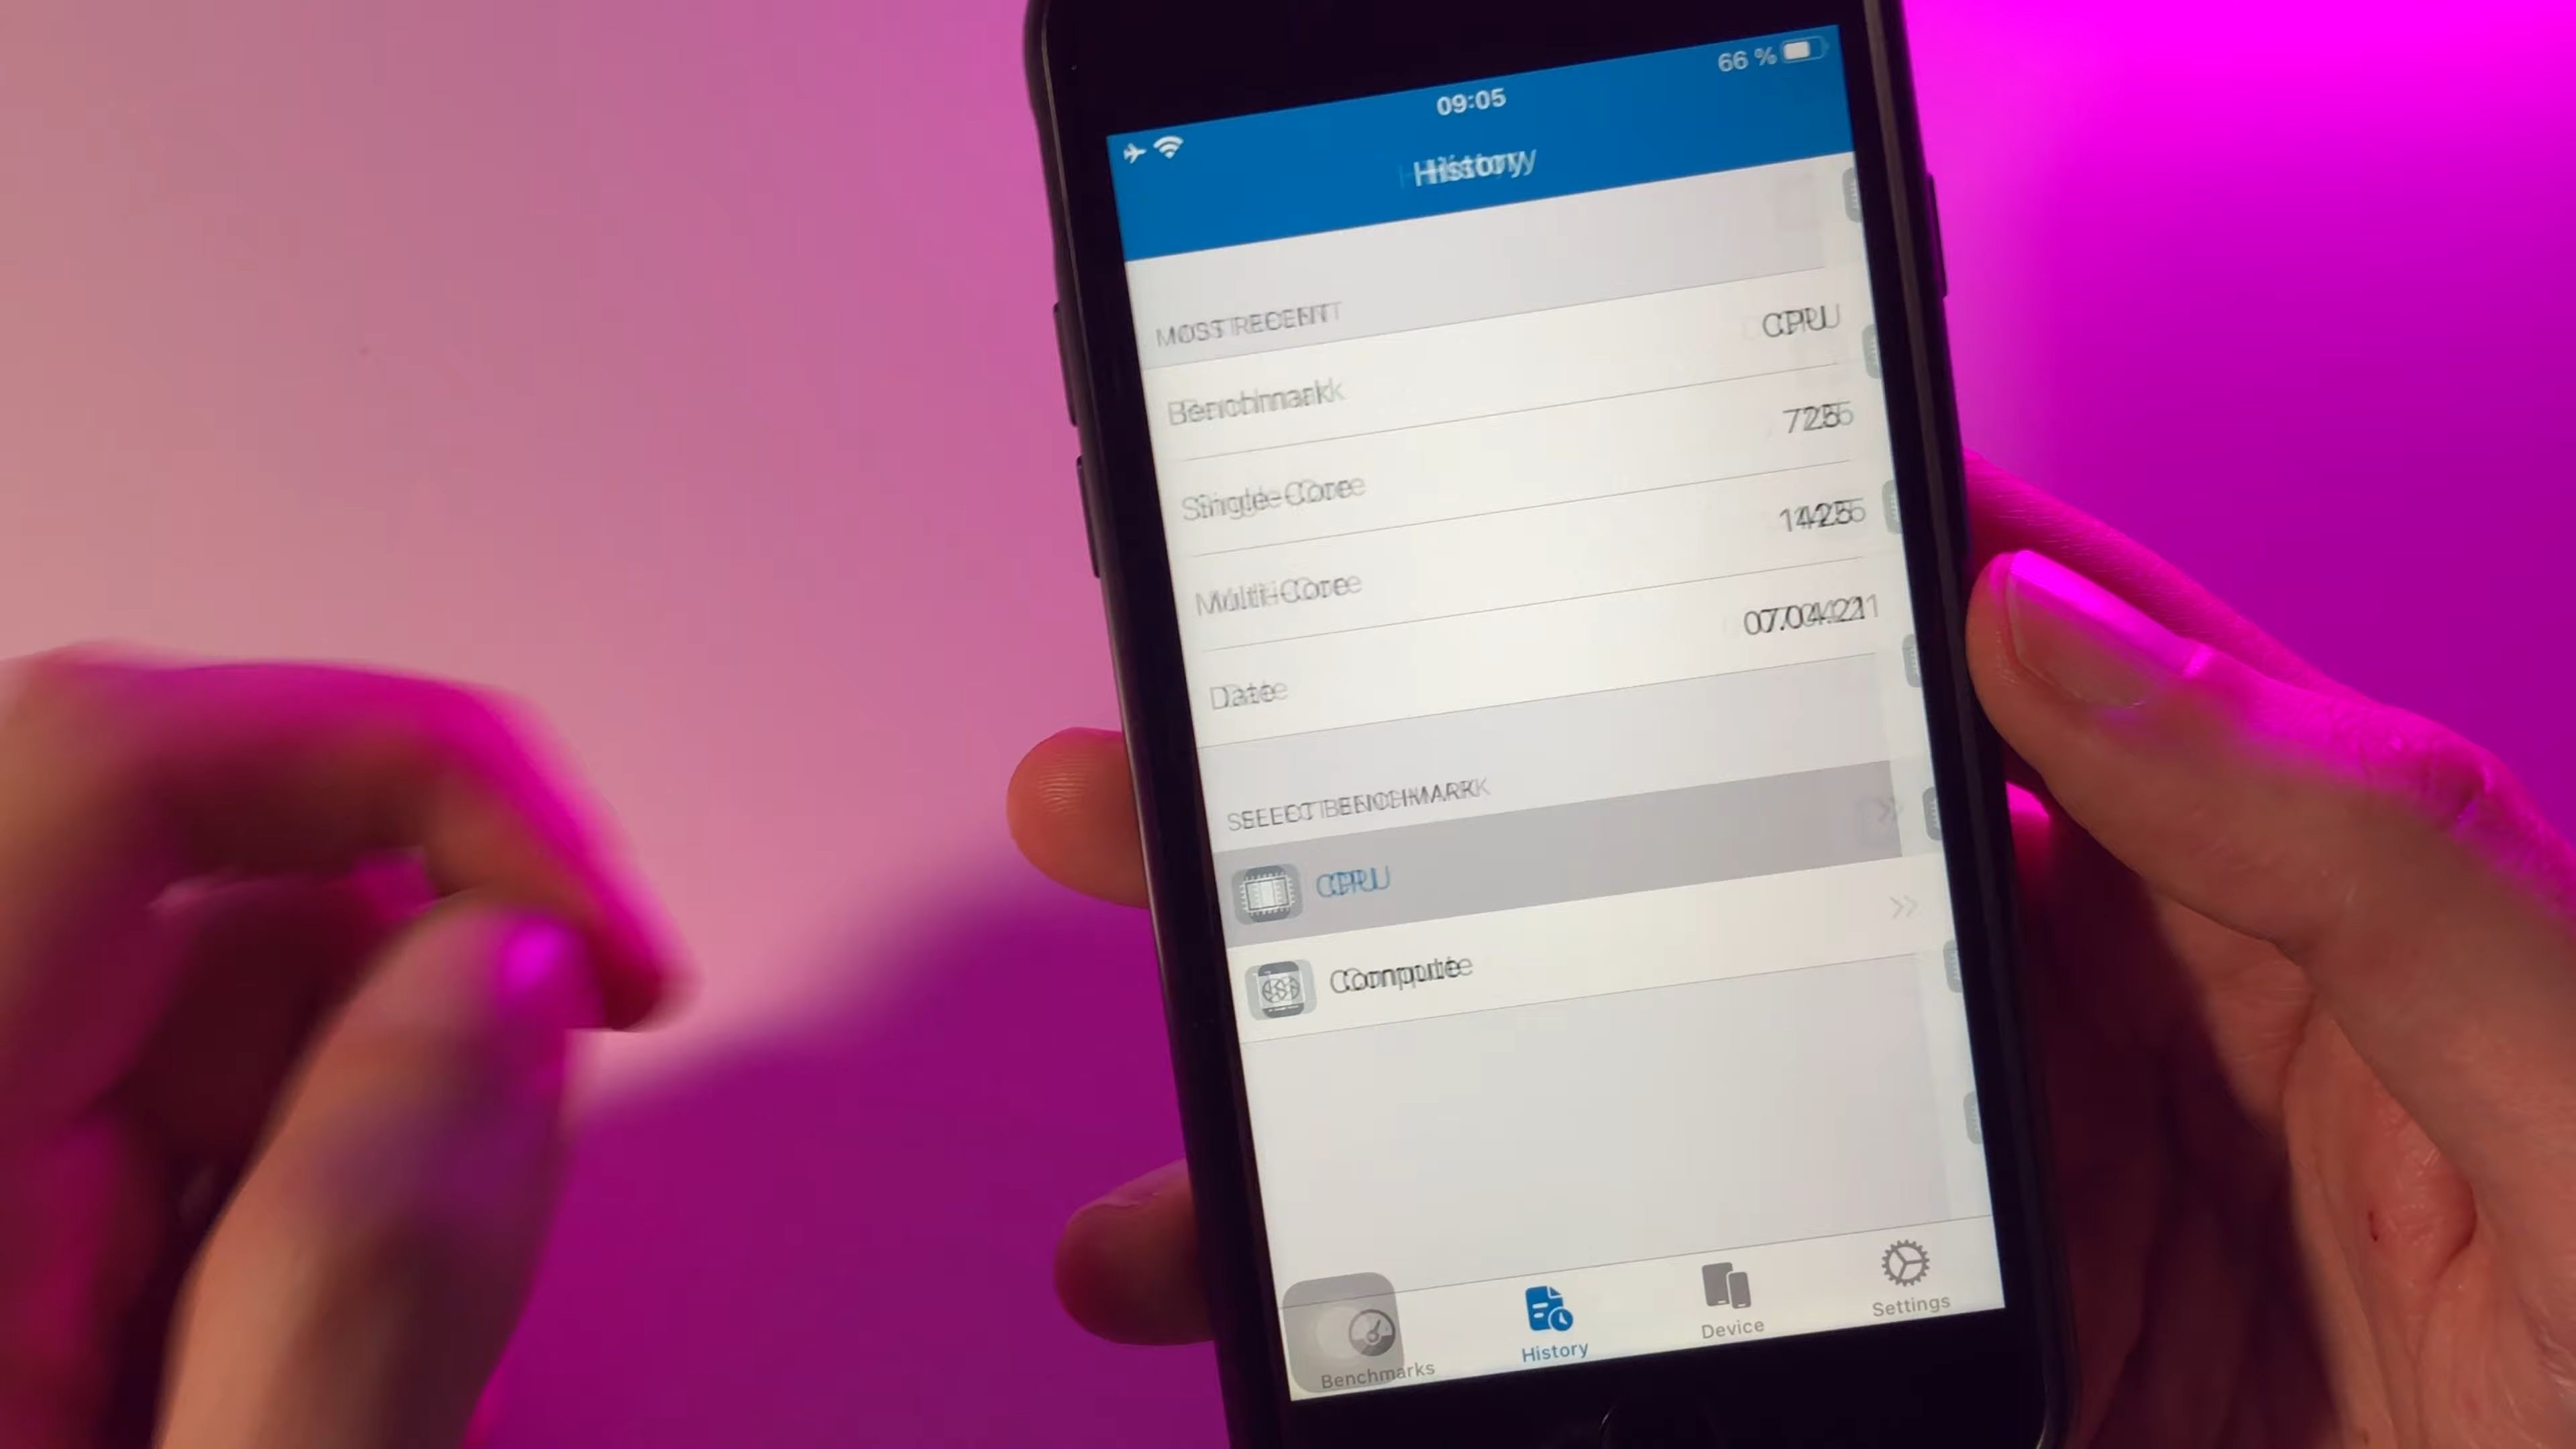 66 %
09:05
History
MOST RECENT
Benchmark CPU
Single-Core 725
Multi-Core 1425
Date 07.04.21
SELECT BENCHMARK
CPU
Compute
Benchmarks
History
Device
Settings